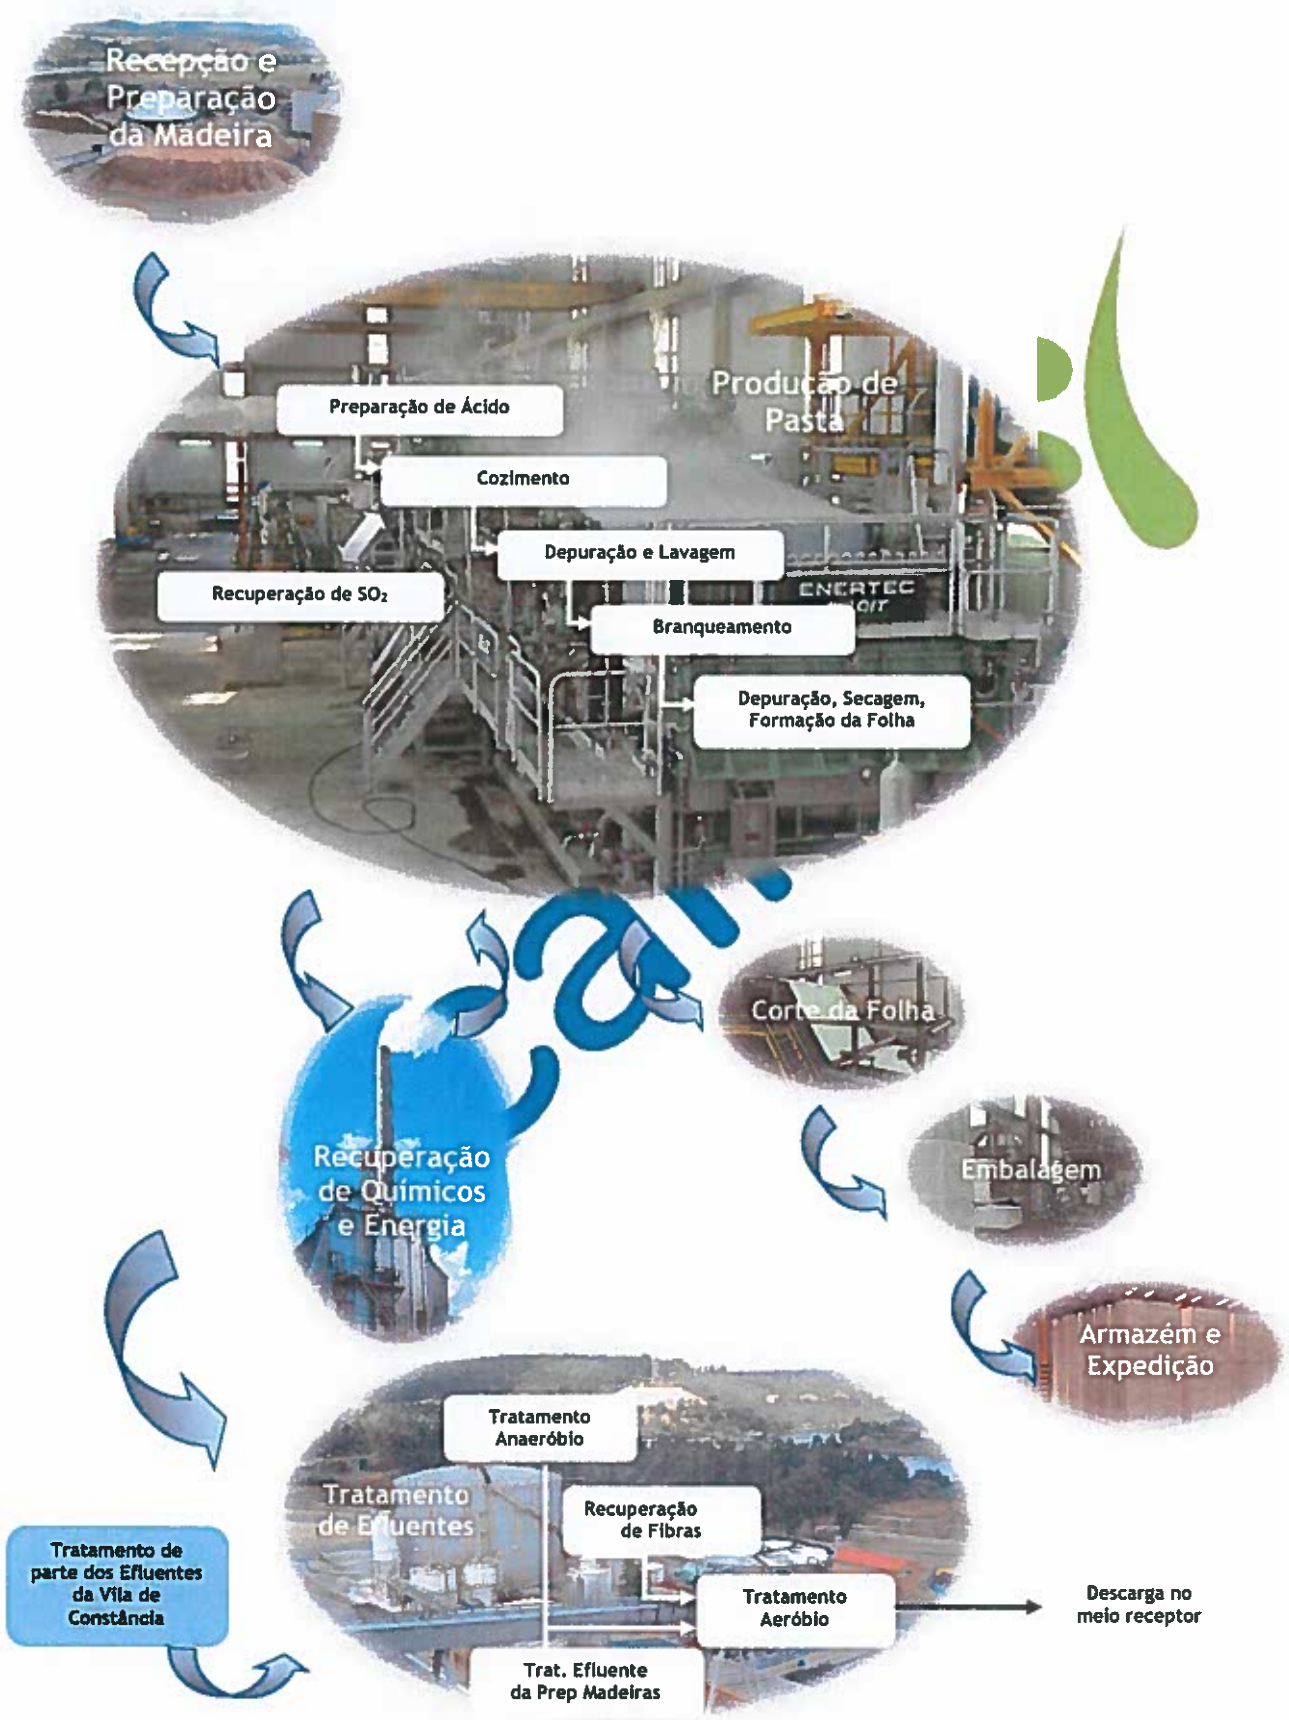 Recepção e
Preparação
da Madeira
Produção de
Pasta
Preparação de Ácido
Cozimento
Depuração e Lavagem
ENERTEC
Recuperação de SO₂
Branqueamento
Depuração, Secagem,
Formação da Folha
Corte da Folha
Embalagem
Recuperação
de Químicos
e Energia
Armazém e
Expedição
Tratamento
Anaeróbio
Tratamento
de Efluentes
Recuperação
de Fibras
Tratamento de
parte dos Efluentes
da Vila de
Constância
Tratamento
Aeróbio
Descarga no
meio receptor
Trat. Efluente
da Prep Madeiras